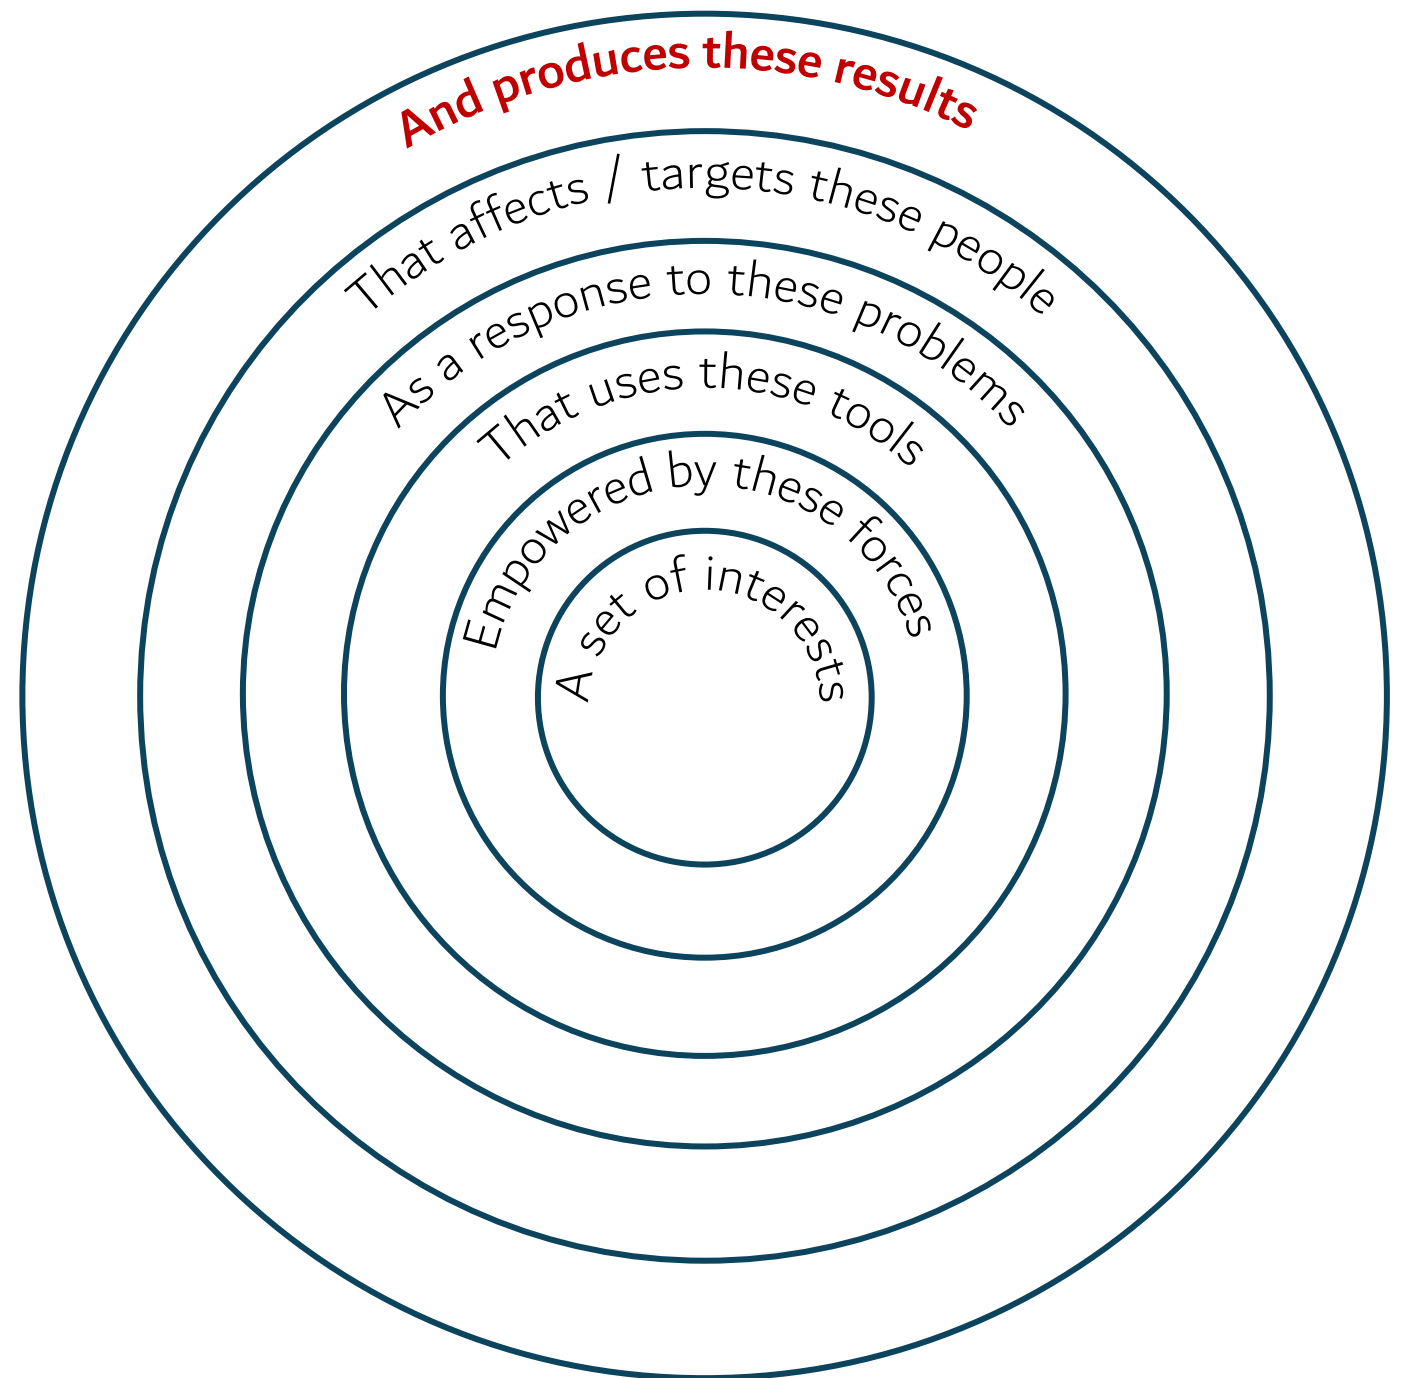 And produces these results
That affects / targets these people
As a response to these problems
That uses these tools
Empowered by these forces
A set of interests